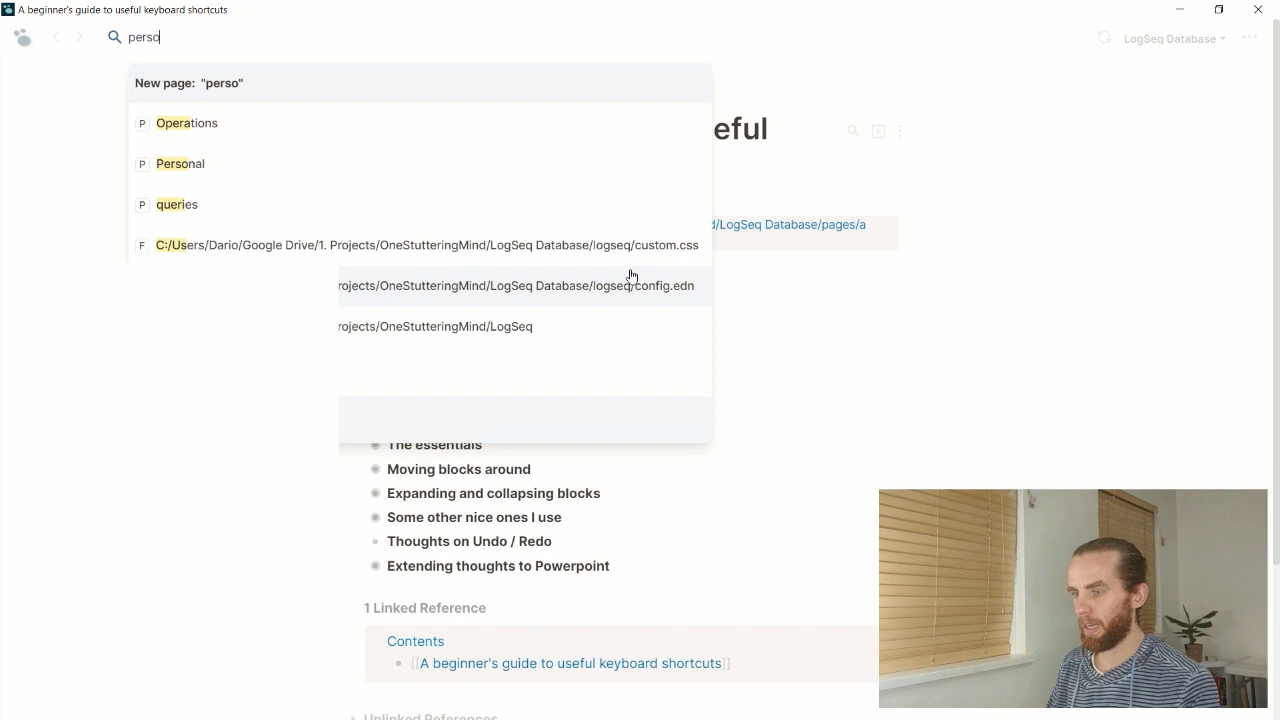 A beginner's guide to useful keyboard shortcuts
perso
LogSeq Database
New page: "perso"
P Operations
P Personal
P queries
F C:/Users/Dario/Google Drive/1. Projects/OneStutteringMind/LogSeq Database/logseq/custom.css
rojects/OneStutteringMind/LogSeq Database/logseq/config.edn
rojects/OneStutteringMind/LogSeq
eful
d/LogSeq Database/pages/a
The essentials
Moving blocks around
Expanding and collapsing blocks
Some other nice ones I use
Thoughts on Undo / Redo
Extending thoughts to Powerpoint
1 Linked Reference
Contents
[[A beginner's guide to useful keyboard shortcuts]]
Unlinked References